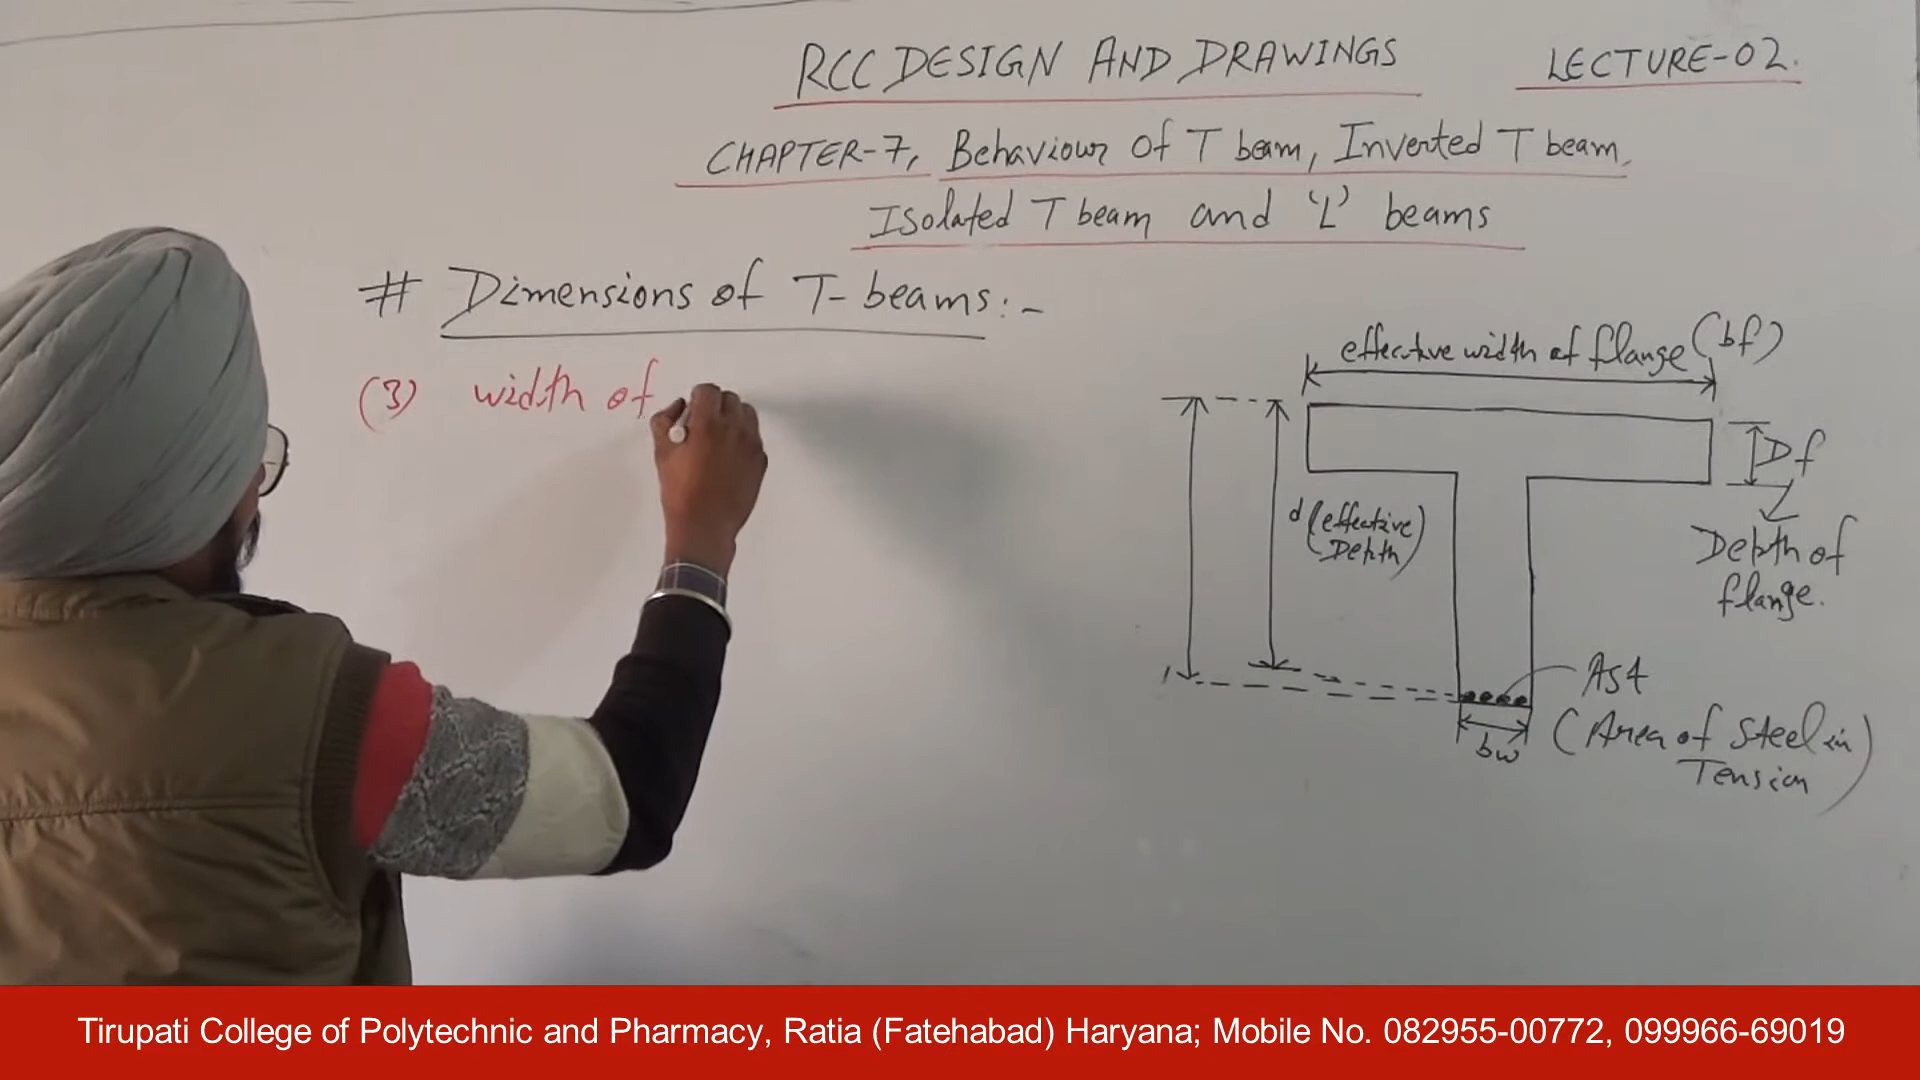 RCC DESIGN AND DRAWINGS LECTURE-02.
CHAPTER-7, Behaviour Of T beam, Inverted T beam,
Isolated T beam and 'L' beams
# Dimensions of T-beams:-
(3) width of
effective width of flange (bf)
Df
d (effective
Depth)
Depth of
flange.
Ast
(Area of Steel in
Tension)
bw
Tirupati College of Polytechnic and Pharmacy, Ratia (Fatehabad) Haryana; Mobile No. 082955-00772, 099966-69019